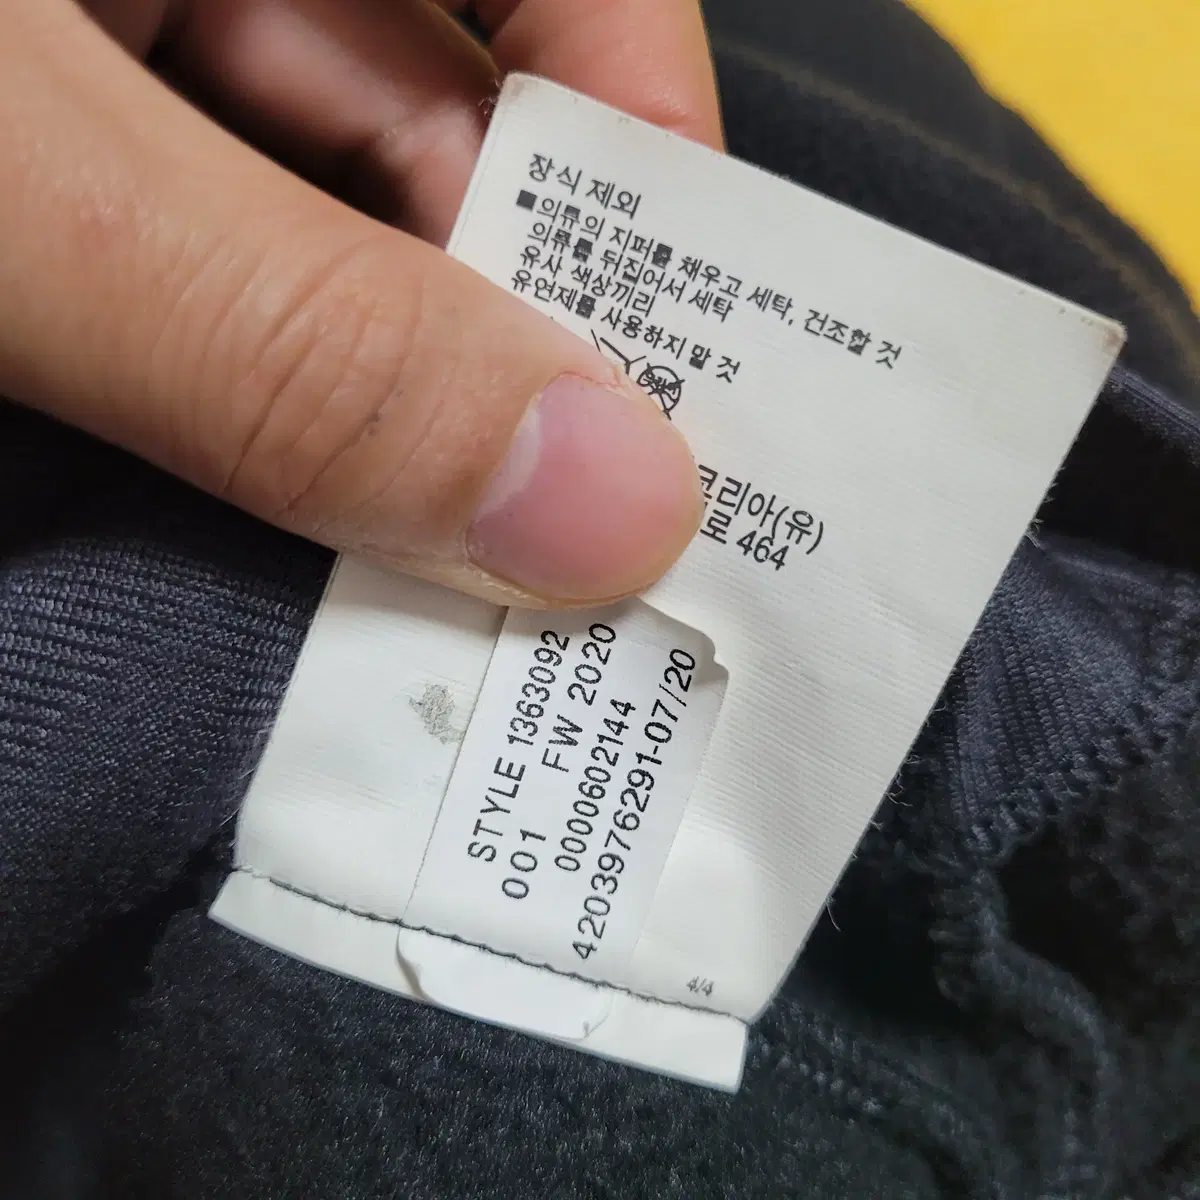 장식 제외
■의류의 지퍼를 채우고 세탁, 건조할 것
의류를 뒤집어서 세탁
유사 색상끼리
유연제를 사용하지 말 것
코리아(유)
로 464
STYLE 1363092
001 FW 2020
0000602144
4203976291-07/20
4/4